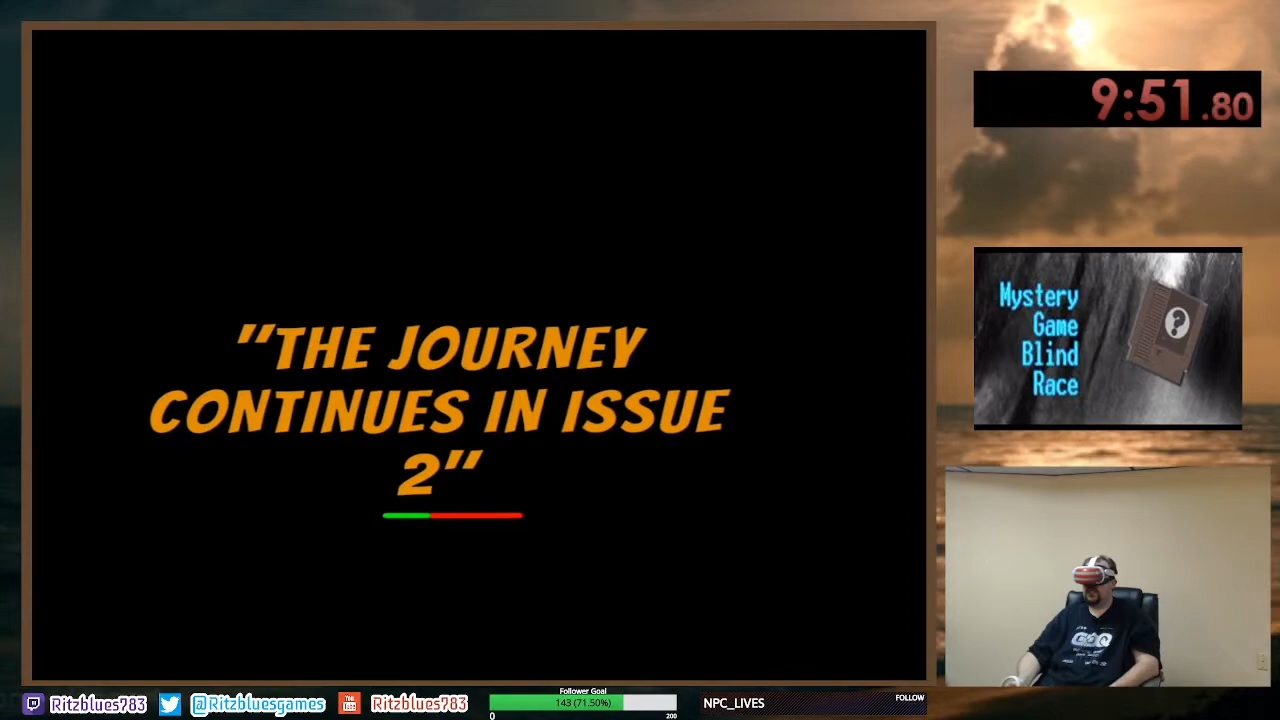 9:51.80
"THE JOURNEY
CONTINUES IN ISSUE
2"
Mystery
Game
Blind
Race
?
Ritzblues783
@Ritzbluesgames
You
Ritzblues783
Follower Goal
143 (71.50%)
0
200
NPC_LIVES
FOLLOW